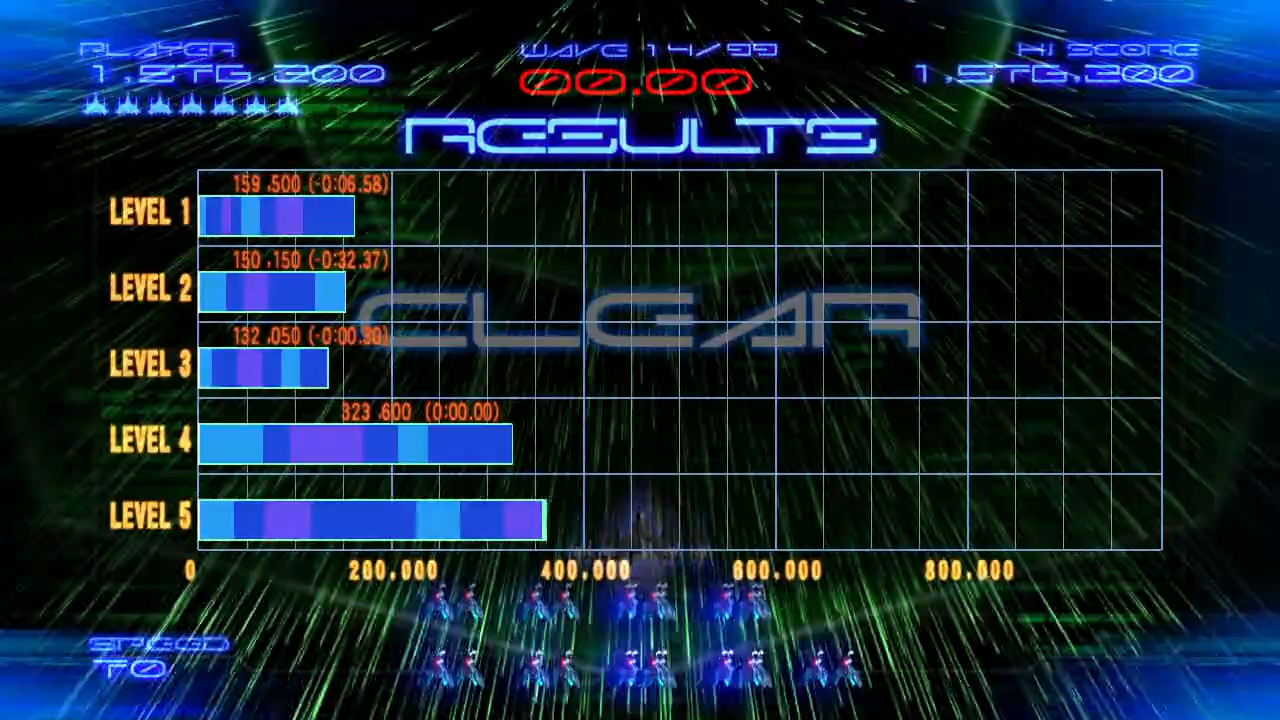 PLAYER WAVE 14/99 HI SCORE
1.576.200 00.00 1.576.200
RESULTS
159,500 (-0:06.58)
LEVEL 1
150,150 (-0:32.37)
LEVEL 2
CLEAR
132,050 (-0:00.30)
LEVEL 3
323,600 (0:00.00)
LEVEL 4
LEVEL 5
0 200,000 400,000 600,000 800,000
SPEED
70